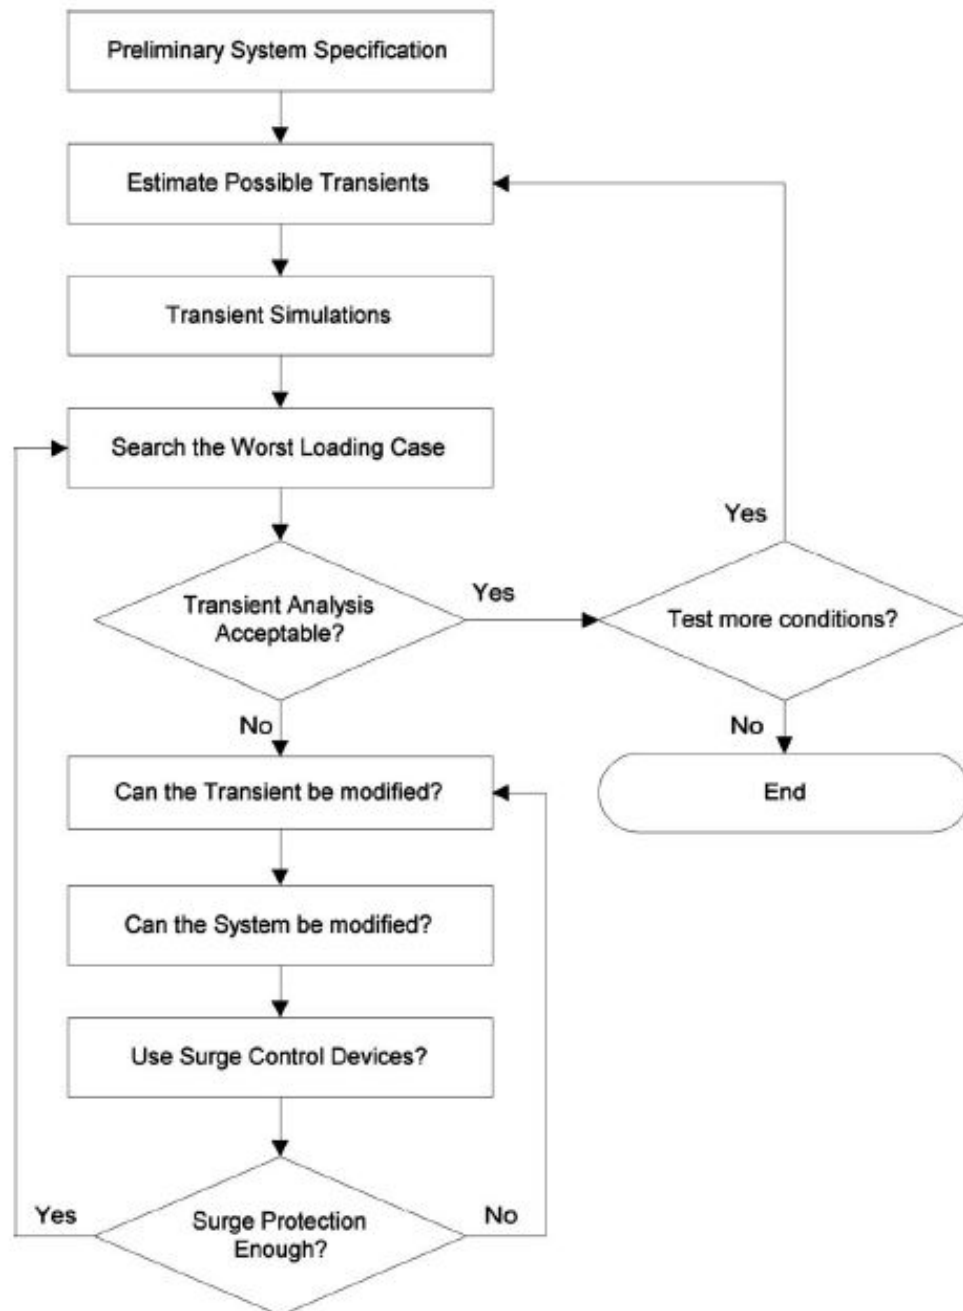 Preliminary System Specification
Estimate Possible Transients
Transient Simulations
Search the Worst Loading Case
Yes
Transient Analysis
Acceptable?
Yes
Test more conditions?
No
No
Can the Transient be modified?
End
Can the System be modified?
Use Surge Control Devices?
Yes
Surge Protection
Enough?
No